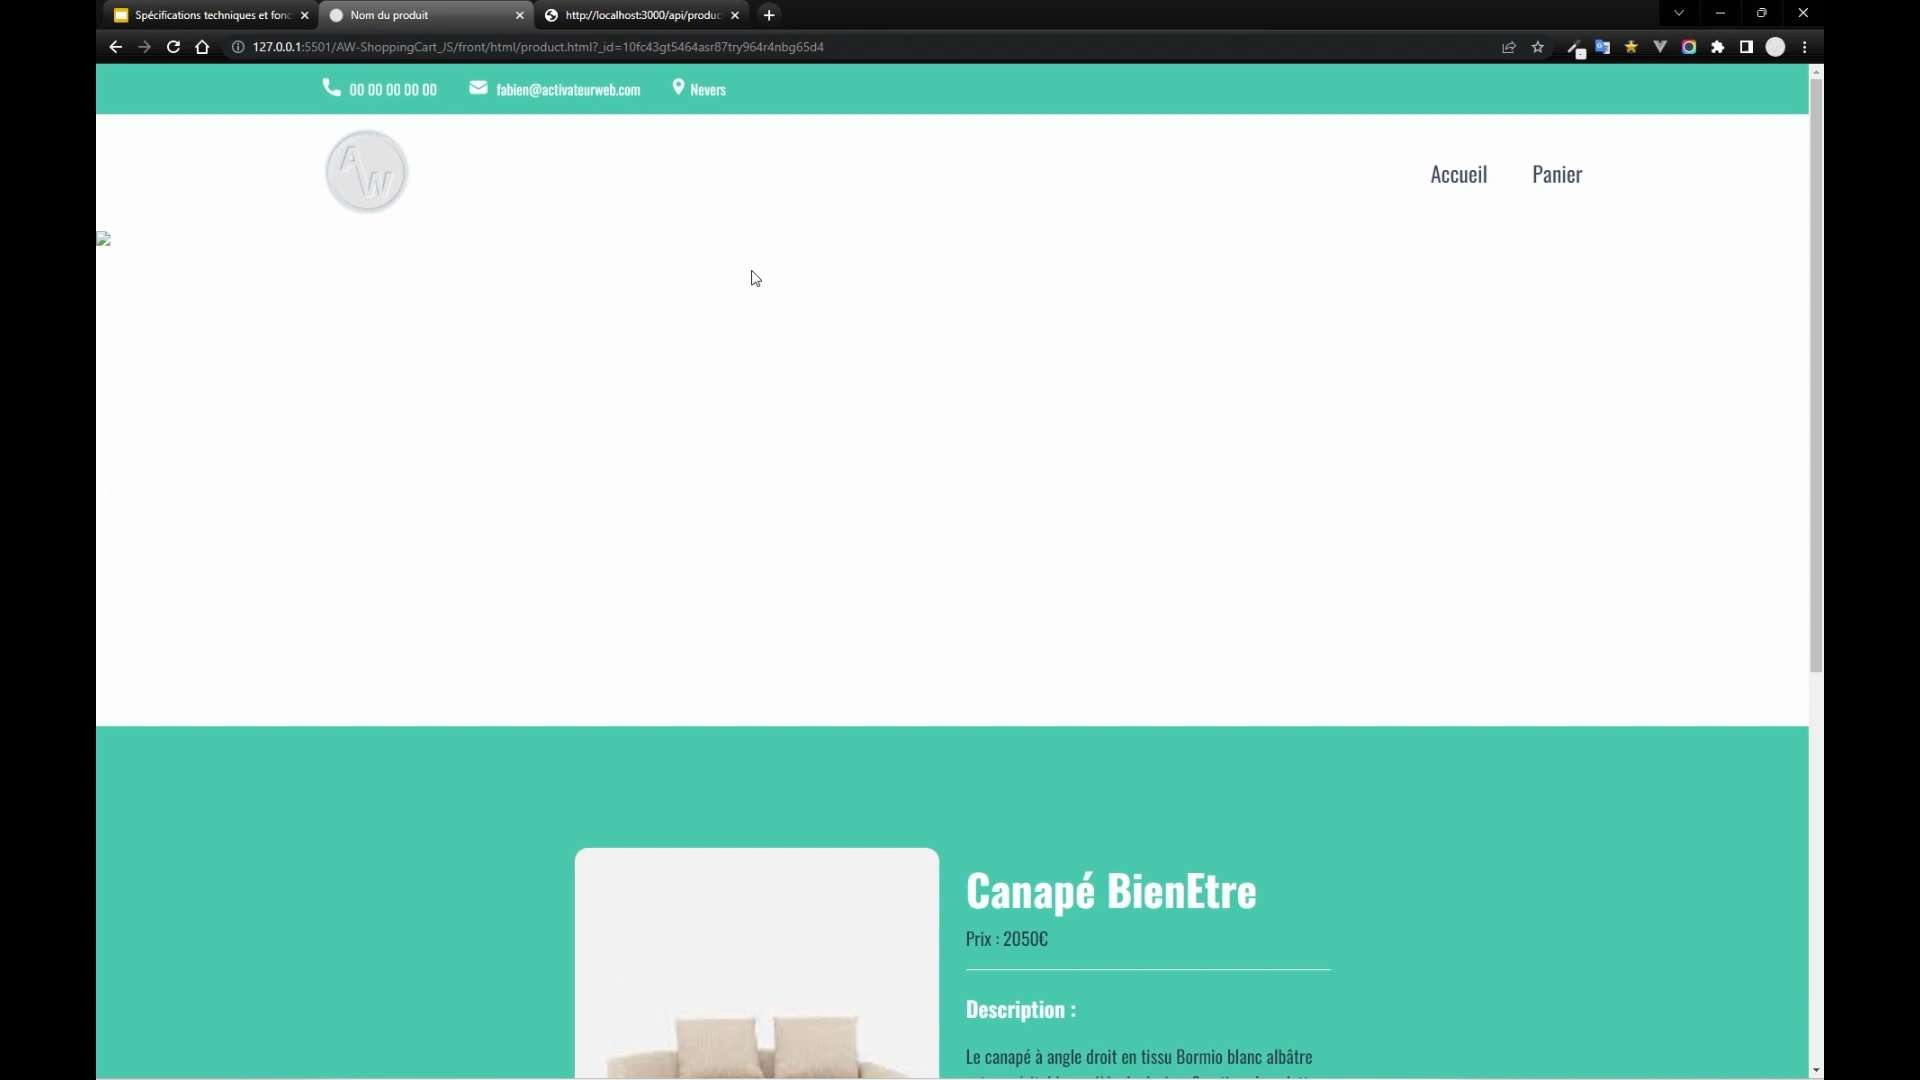 Spécifications techniques et fonc
Nom du produit
http://localhost:3000/api/produc
127.0.0.1:5501/AW-ShoppingCart_JS/front/html/product.html?_id=10fc43gt5464asr87try964r4nbg65d4
00 00 00 00 00
fabien@activateurweb.com
Nevers
AW
Accueil
Panier
Canapé BienEtre
Prix : 2050€
Description :
Le canapé à angle droit en tissu Bormio blanc albâtre